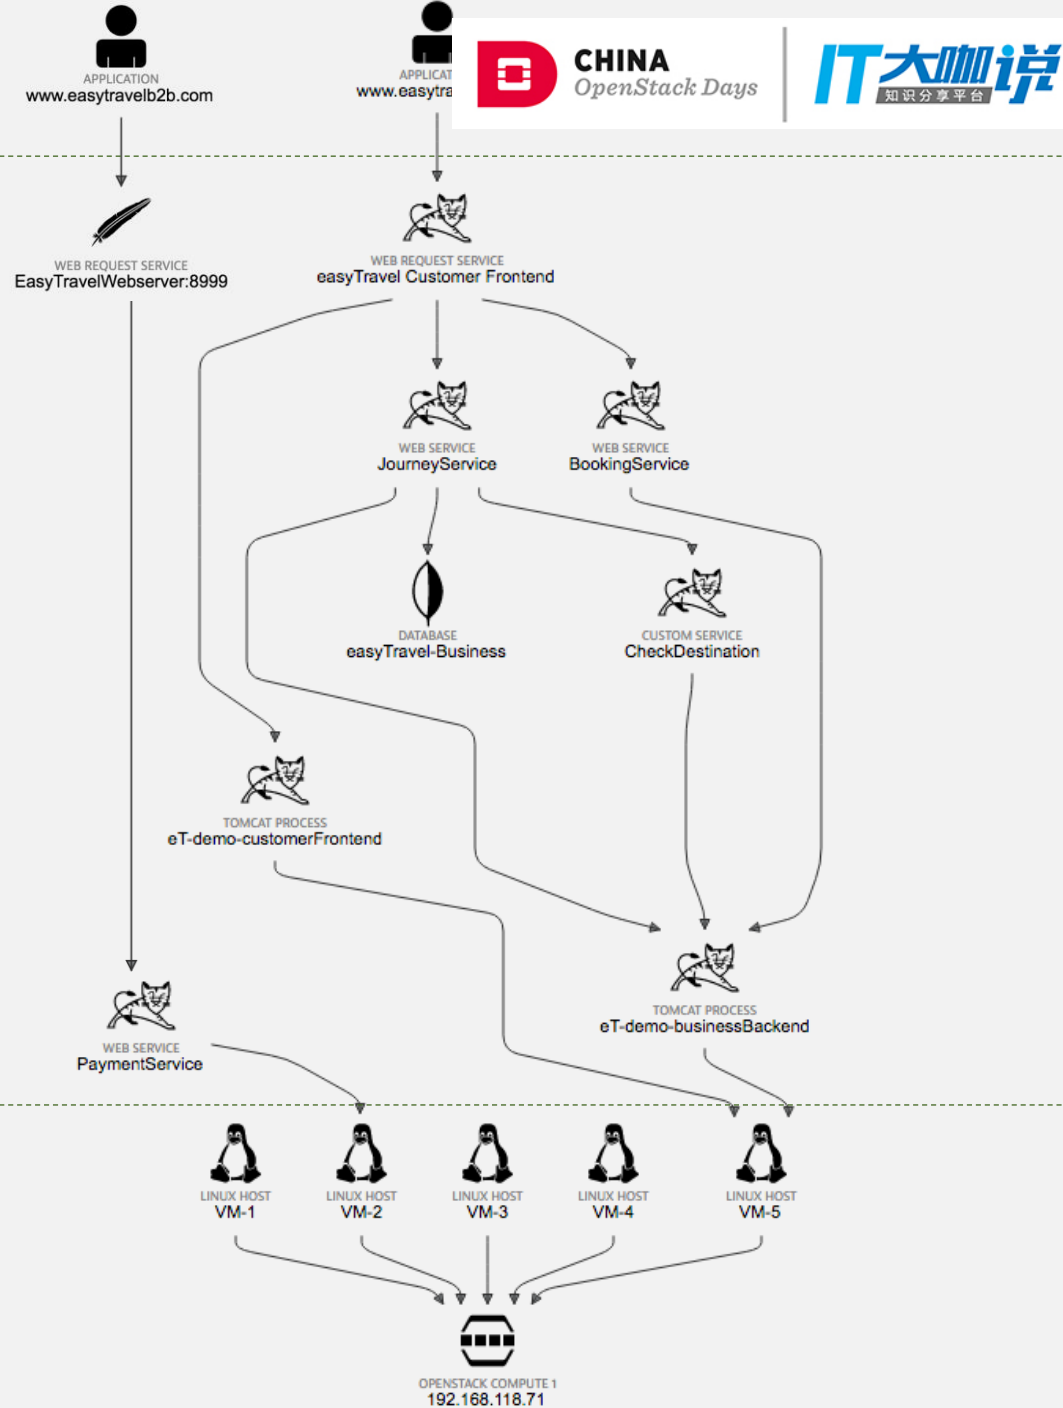 APPLICATION
www.easytravelb2b.com
APPLICAT
www.easytra
CHINA
OpenStack Days
IT大咖说
知识分享平台
WEB REQUEST SERVICE
EasyTravelWebserver:8999
WEB REQUEST SERVICE
easyTravel Customer Frontend
WEB SERVICE
JourneyService
WEB SERVICE
BookingService
DATABASE
easyTravel-Business
CUSTOM SERVICE
CheckDestination
TOMCAT PROCESS
eT-demo-customerFrontend
TOMCAT PROCESS
eT-demo-businessBackend
WEB SERVICE
PaymentService
LINUX HOST
VM-1
LINUX HOST
VM-2
LINUX HOST
VM-3
LINUX HOST
VM-4
LINUX HOST
VM-5
OPENSTACK COMPUTE 1
192.168.118.71